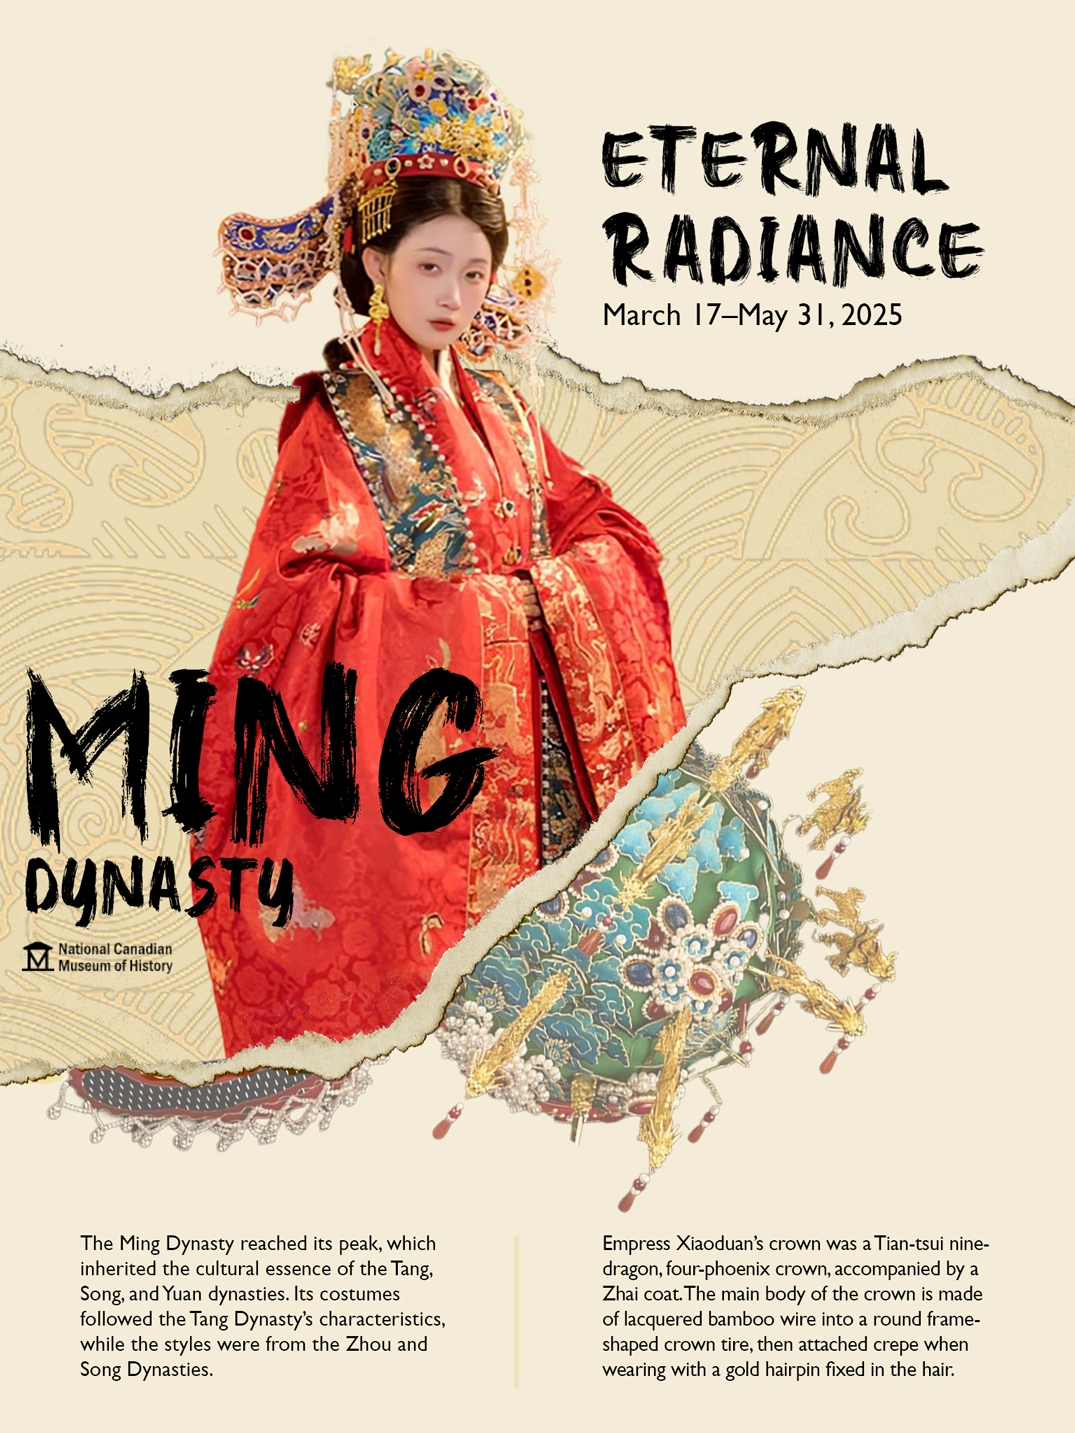 ETERNAL
RADIANCE
March 17–May 31, 2025
MING
DYNASTY
National Canadian
Museum of History
The Ming Dynasty reached its peak, which
inherited the cultural essence of the Tang,
Song, and Yuan dynasties. Its costumes
followed the Tang Dynasty’s characteristics,
while the styles were from the Zhou and
Song Dynasties.
Empress Xiaoduan’s crown was a Tian-tsui nine-
dragon, four-phoenix crown, accompanied by a
Zhai coat. The main body of the crown is made
of lacquered bamboo wire into a round frame-
shaped crown tire, then attached crepe when
wearing with a gold hairpin fixed in the hair.